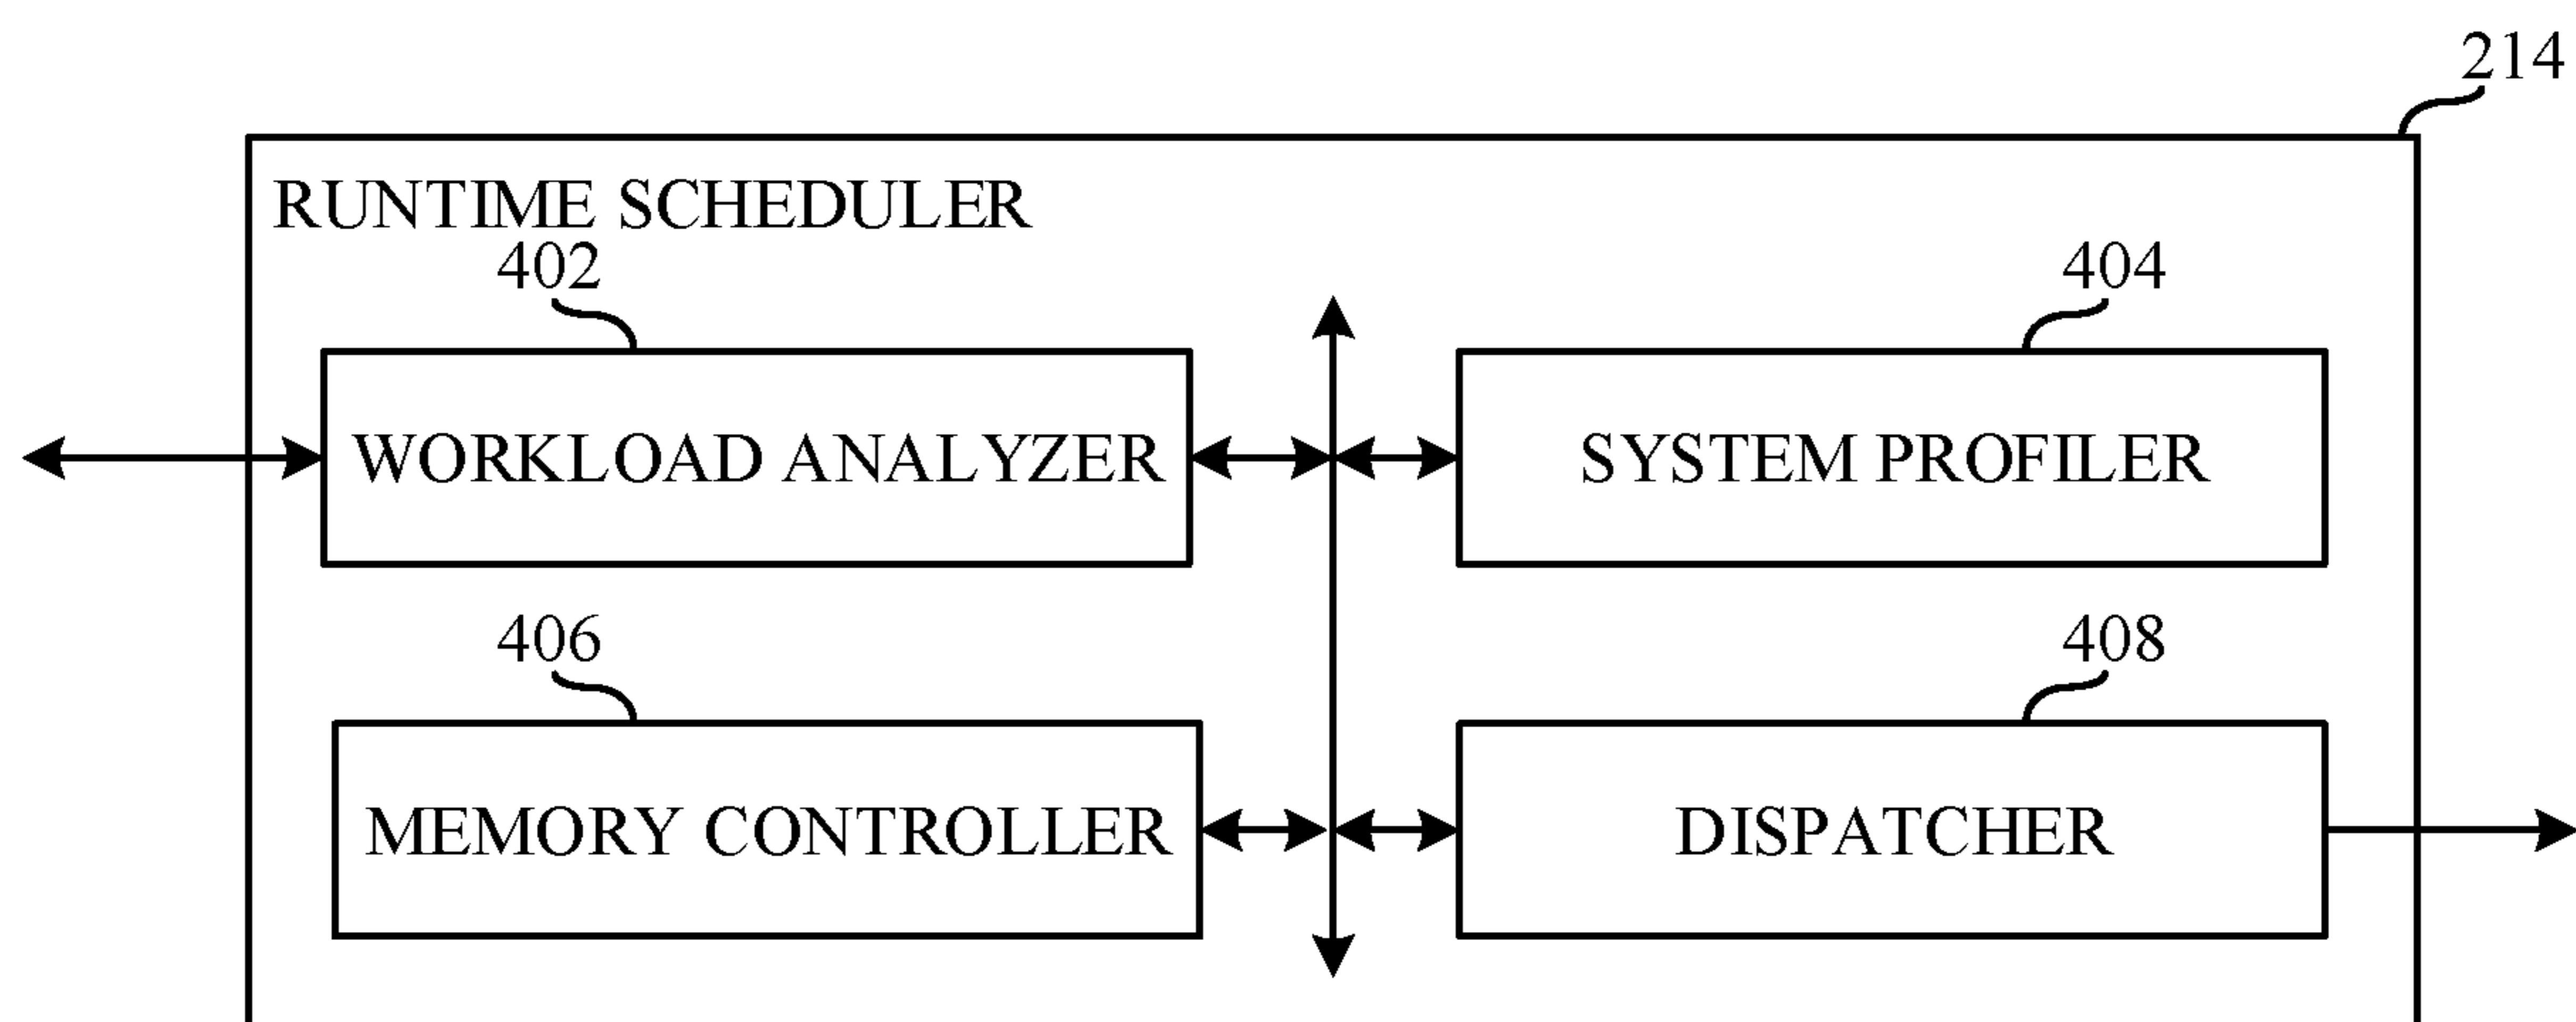 214
RUNTIME SCHEDULER
402
404
WORKLOAD ANALYZER
SYSTEM PROFILER
406
408
MEMORY CONTROLLER
DISPATCHER